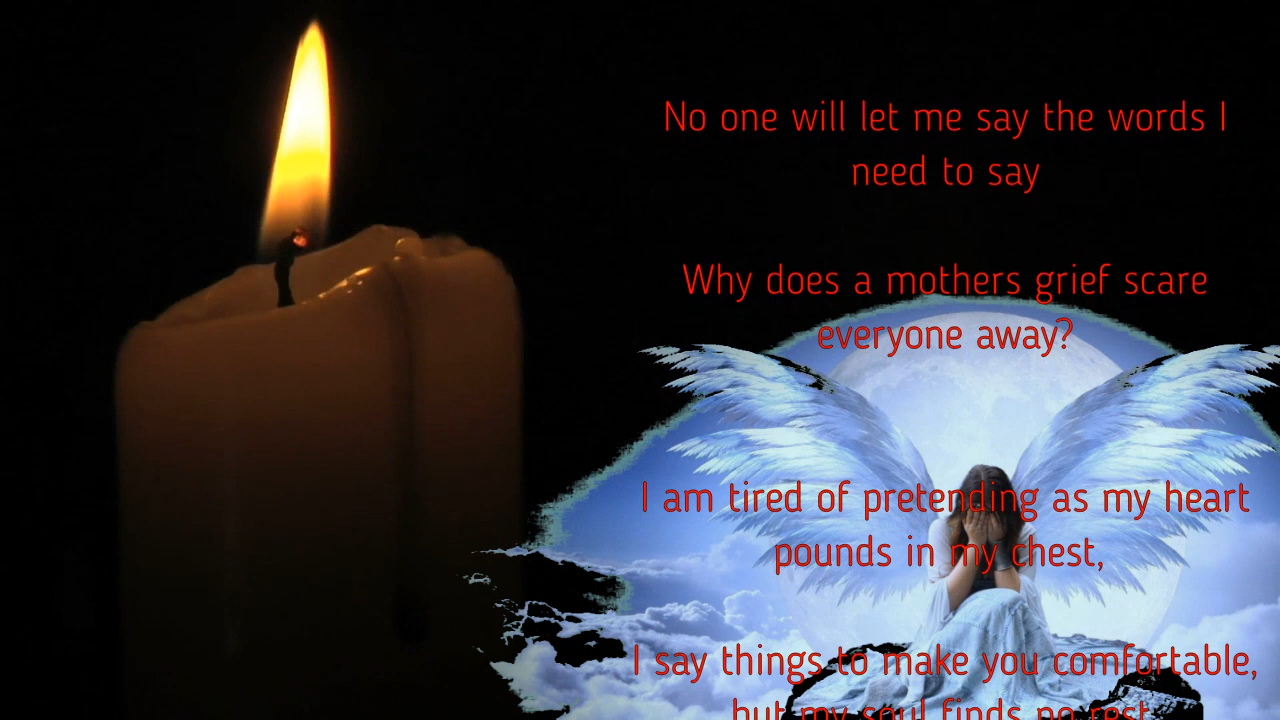 No one will let me say the words I
need to say
Why does a mothers grief scare
everyone away?
I am tired of pretending as my heart
pounds in my chest,
I say things to make you comfortable,
but my soul finds no rest